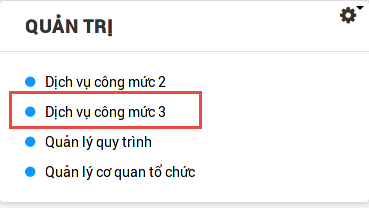 QUẢN TRỊ
Dịch vụ công mức 2
Dịch vụ công mức 3
Quản lý quy trình
Quản lý cơ quan tổ chức